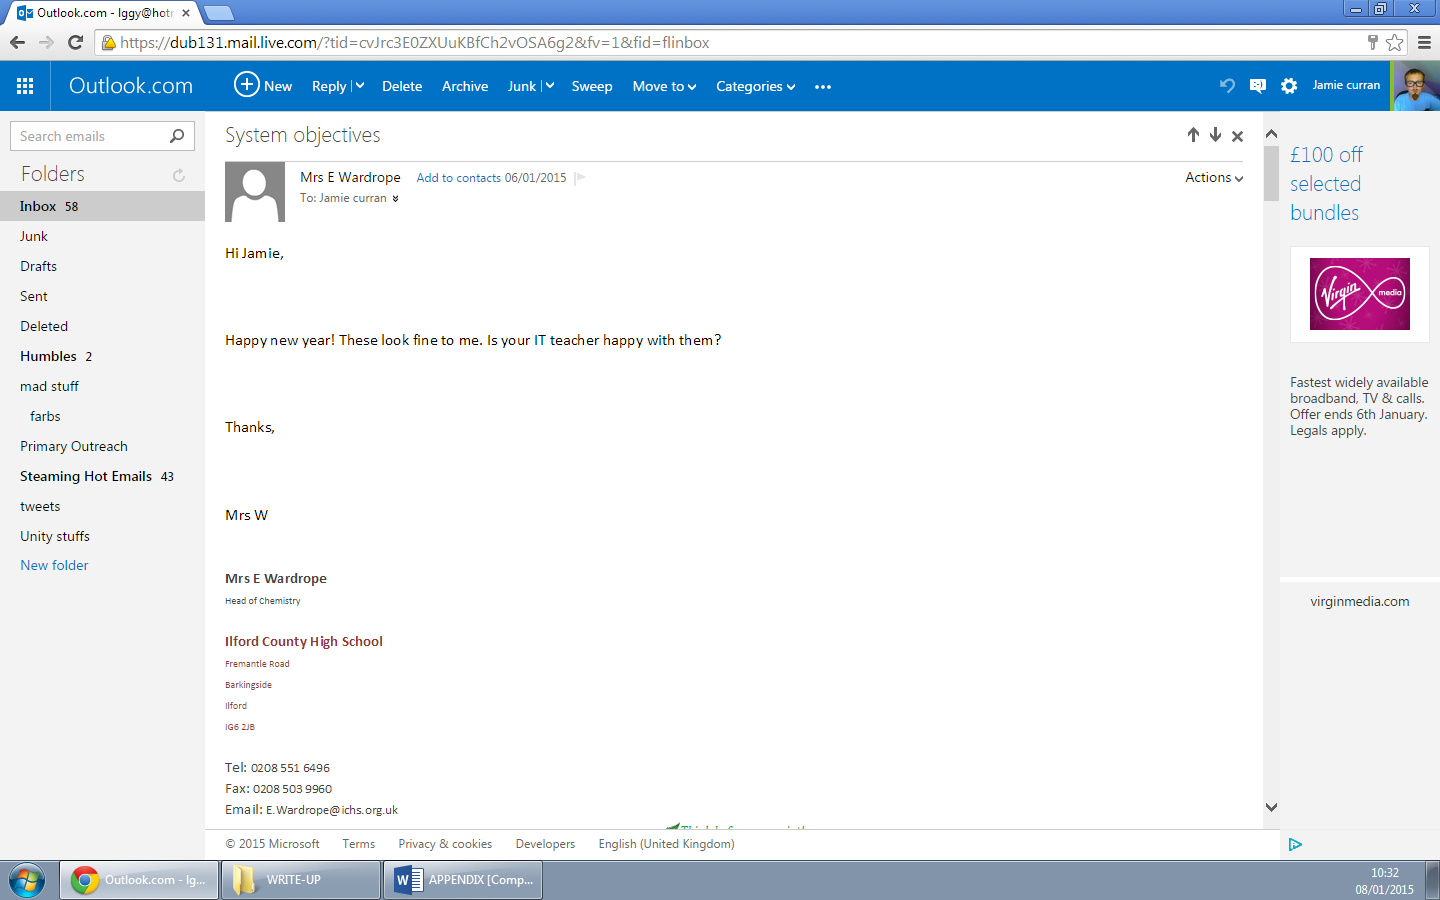 Outlook.com - Iggy@hotr
https://dub131.mail.live.com/?tid=cvJrc3E0ZXUuKBfCh2vOSA6g2&fv=1&fid=flinbox
Outlook.com
New Reply Delete Archive Junk Sweep Move to Categories ...
Jamie curran
Search emails
Folders
Inbox 58
Junk
Drafts
Sent
Deleted
Humbles 2
mad stuff
farbs
Primary Outreach
Steaming Hot Emails 43
tweets
Unity stuffs
New folder
System objectives
Mrs E Wardrope Add to contacts 06/01/2015
Actions
To: Jamie curran
Hi Jamie,
Happy new year! These look fine to me. Is your IT teacher happy with them?
Thanks,
Mrs W
Mrs E Wardrope
Head of Chemistry
Ilford County High School
Fremantle Road
Barkingside
Ilford
IG6 2JB
Tel: 0208 551 6496
Fax: 0208 503 9960
Email: E.Wardrope@ichs.org.uk
£100 off
selected
bundles
Virgin media
Fastest widely available
broadband, TV & calls.
Offer ends 6th January.
Legals apply.
virginmedia.com
© 2015 Microsoft Terms Privacy & cookies Developers English (United Kingdom)
Outlook.com - Ig... WRITE-UP APPENDIX [Comp...
10:32
08/01/2015